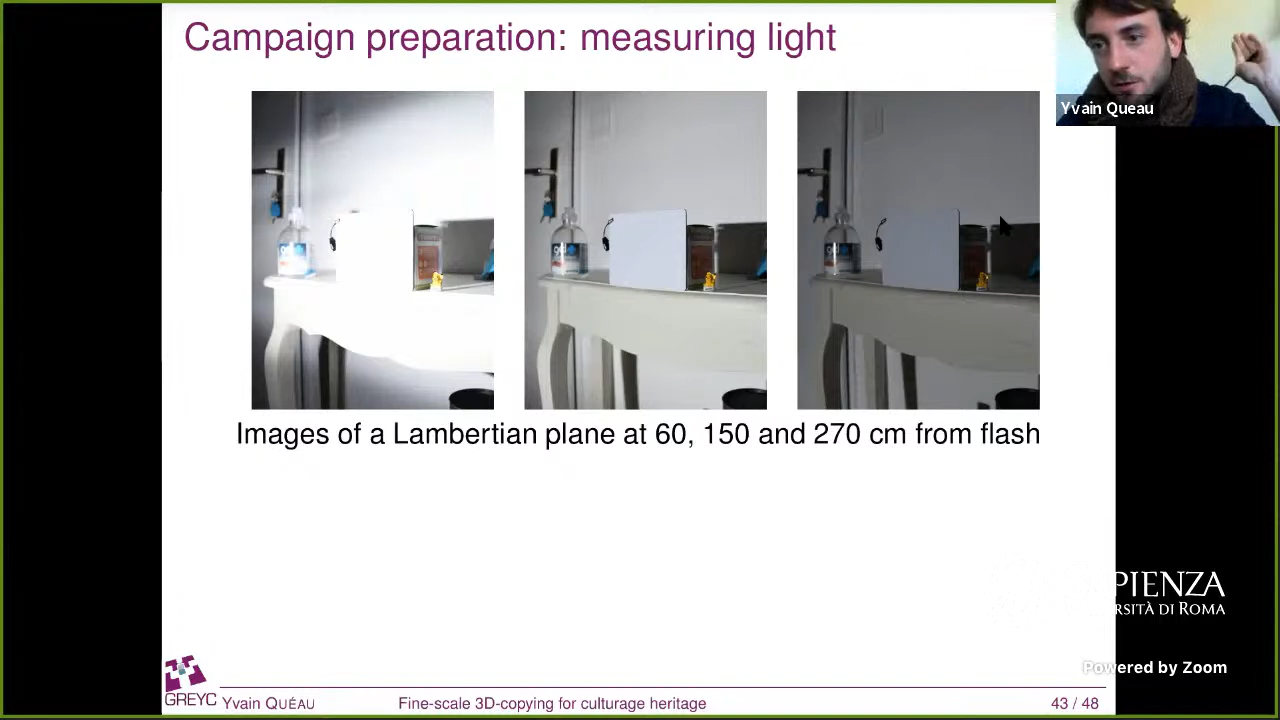 Campaign preparation: measuring light
Yvain Queau
Images of a Lambertian plane at 60, 150 and 270 cm from flash
PIENZA
RSITÀ DI ROMA
Powered by Zoom
GREYC
Yvain QUÉAU
Fine-scale 3D-copying for culturage heritage
43 / 48